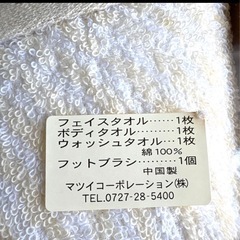 フェイスタオル……1枚
ボディタオル………1枚
ウォッシュタオル…1枚
綿100%
フットブラシ………1個
中国製
マツイコーポレーション(株)
TEL.0727-28-5400